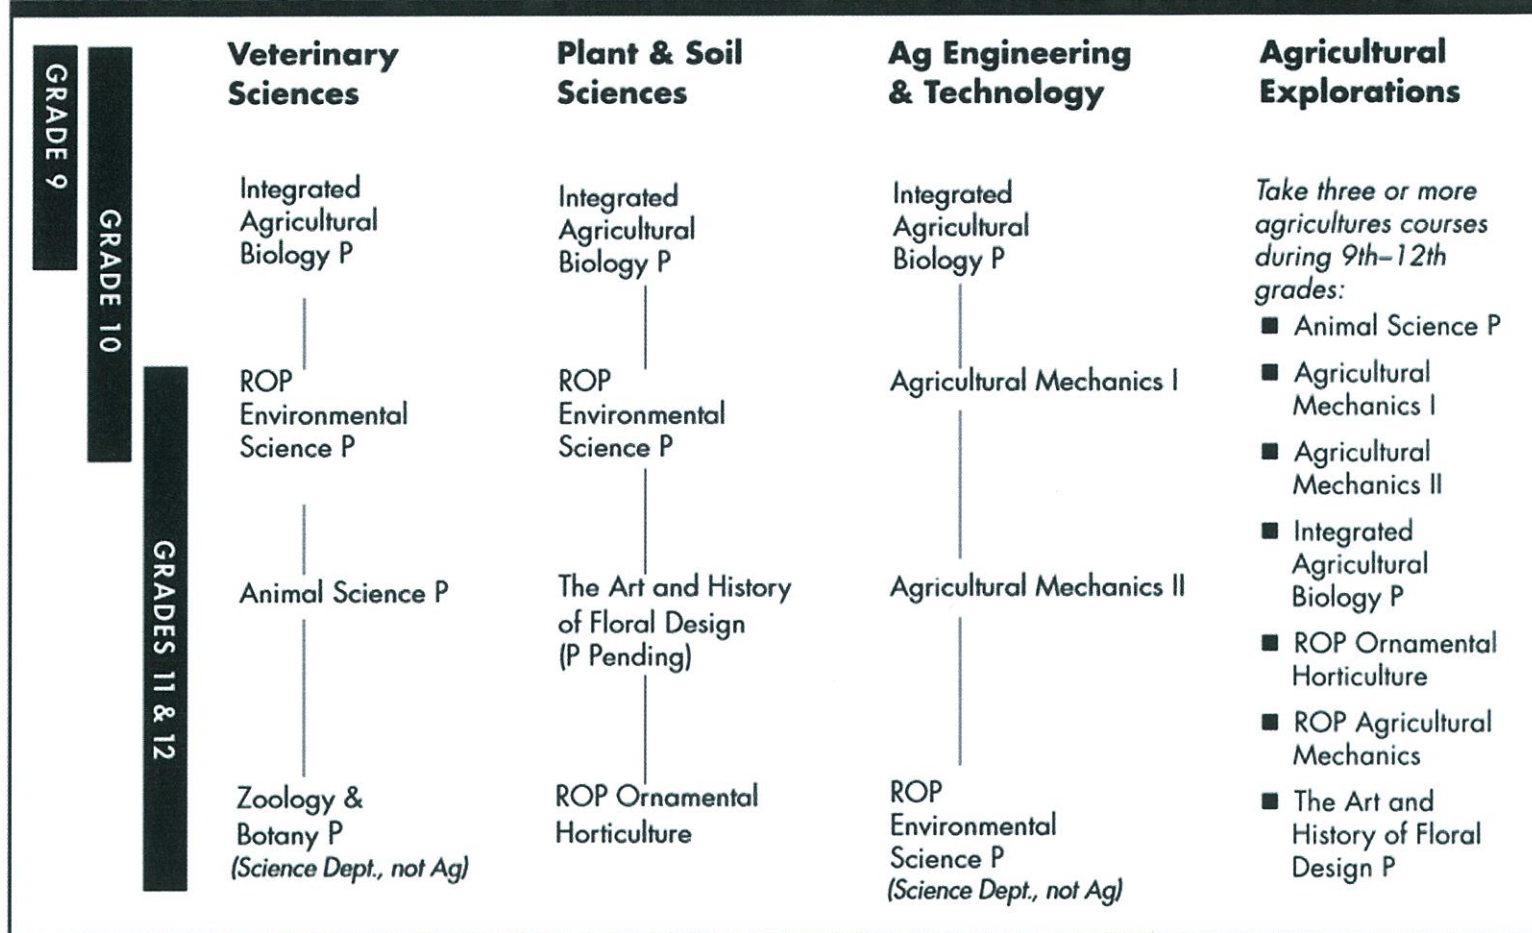 GRADE 9
GRADE 10
GRADES 11 & 12
Veterinary
Sciences
Integrated
Agricultural
Biology P
ROP
Environmental
Science P
Animal Science P
Zoology &
Botany P
(Science Dept., not Ag)
Plant & Soil
Sciences
Integrated
Agricultural
Biology P
ROP
Environmental
Science P
The Art and History
of Floral Design
(P Pending)
ROP Ornamental
Horticulture
Ag Engineering
& Technology
Integrated
Agricultural
Biology P
Agricultural Mechanics I
Agricultural Mechanics II
ROP
Environmental
Science P
(Science Dept., not Ag)
Agricultural
Explorations
Take three or more
agricultures courses
during 9th–12th
grades:
■ Animal Science P
■ Agricultural
Mechanics I
■ Agricultural
Mechanics II
■ Integrated
Agricultural
Biology P
■ ROP Ornamental
Horticulture
■ ROP Agricultural
Mechanics
■ The Art and
History of Floral
Design P